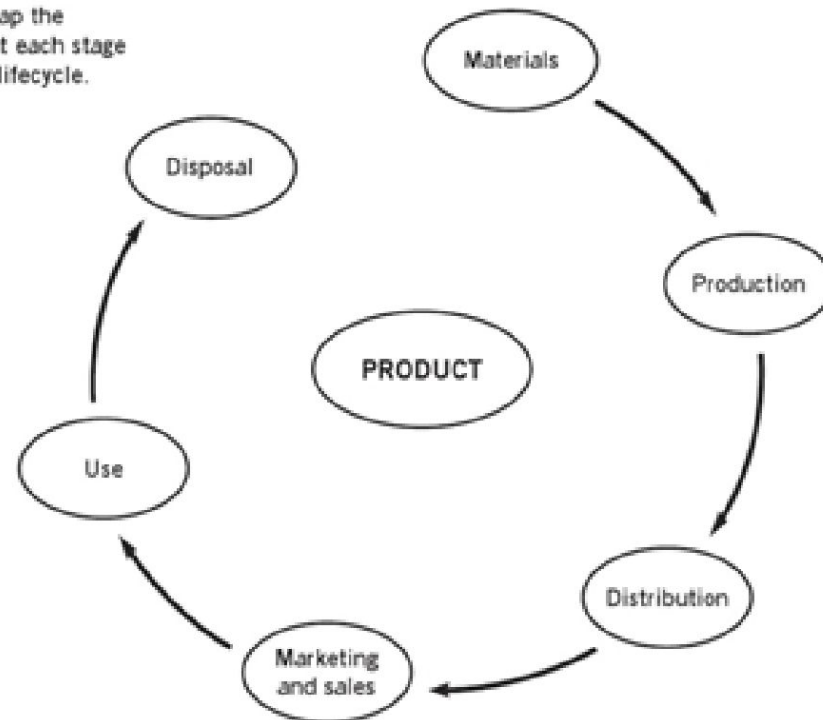 ap the
t each stage
lifecycle.
Materials
Disposal
Production
PRODUCT
Use
Distribution
Marketing
and sales